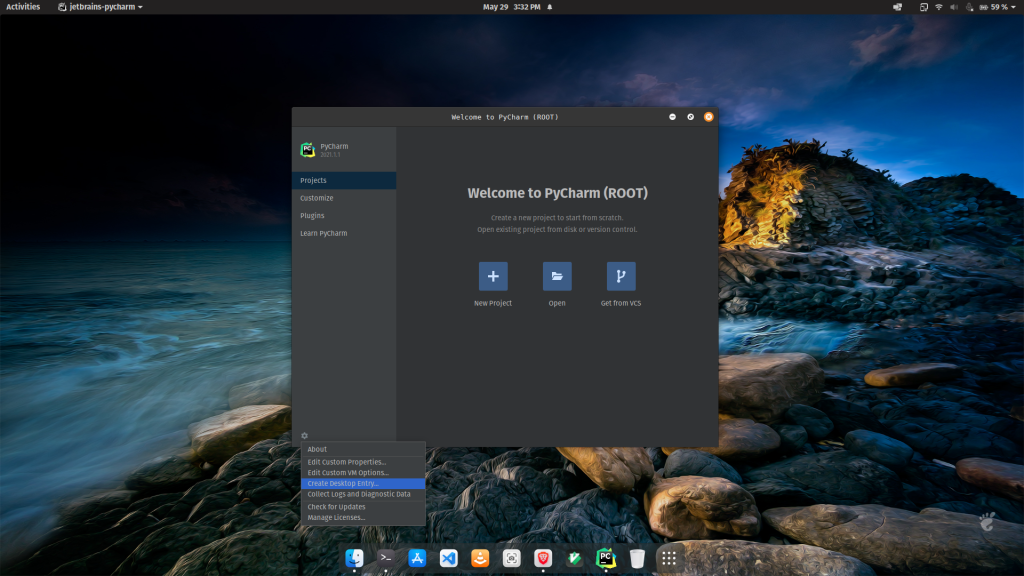 Activities
jetbrains-pycharm
May 29 3:32 PM
59 %
Welcome to PyCharm (ROOT)
PyCharm
2021.1.1
Projects
Customize
Plugins
Learn PyCharm
Welcome to PyCharm (ROOT)
Create a new project to start from scratch.
Open existing project from disk or version control.
New Project
Open
Get from VCS
About
Edit Custom Properties...
Edit Custom VM Options...
Create Desktop Entry...
Collect Logs and Diagnostic Data
Check for Updates
Manage Licenses...
PC
PC